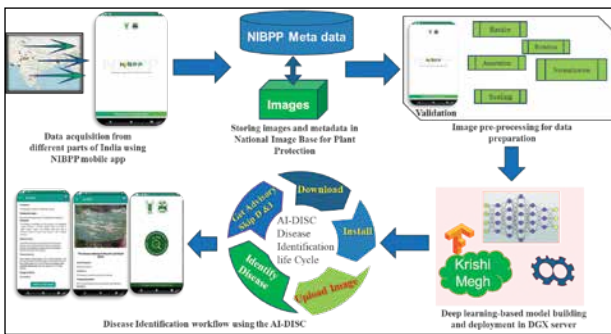 NIBPP
NIBPP Meta data
Images
Validation
Resize
Rotation
Annotation
Normalization
Scaling
Data acquisition from
different parts of India using
NIBPP mobile app
Storing images and metadata in
National Image Base for Plant
Protection
Image pre-processing for data
preparation
Get Advisory
Skip D & I
Download
Install
Upload Image
Identify Disease
AI-DISC
Disease
Identification
life Cycle
Krishi
Megh
Deep learning-based model building
and deployment in DGX server
Disease Identification workflow using the AI-DISC